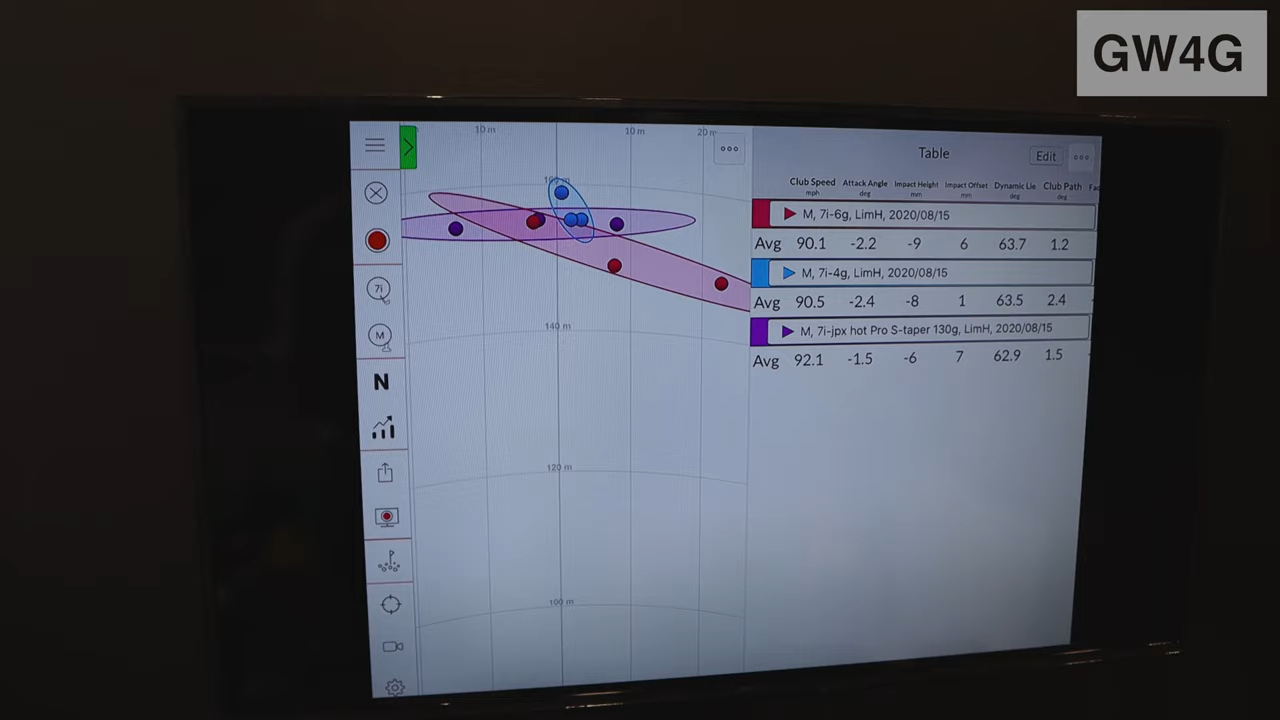 GW4G
10 m
10 m
20 m
Table
Edit
Club Speed Attack Angle Impact Height Impact Offset Dynamic Lie Club Path
mph deg mm mm deg deg
M, 7i-6g, LimH, 2020/08/15
Avg 90.1 -2.2 -9 6 63.7 1.2
M, 7i-4g, LimH, 2020/08/15
Avg 90.5 -2.4 -8 1 63.5 2.4
M, 7i-jpx hot Pro S-taper 130g, LimH, 2020/08/15
Avg 92.1 -1.5 -6 7 62.9 1.5
7i
M
N
140 m
120 m
100 m